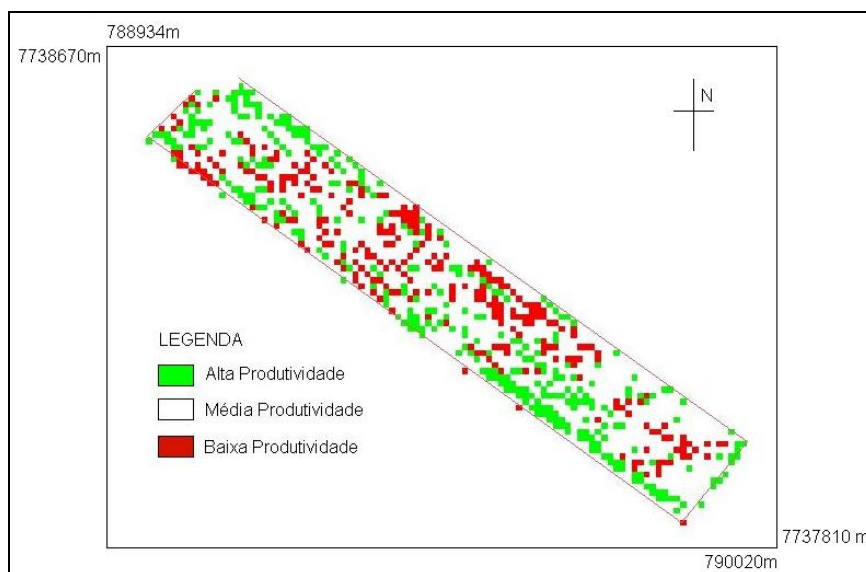 788934m
7738670m
N
LEGENDA
Alta Produtividade
Média Produtividade
Baixa Produtividade
7737810 m
790020m